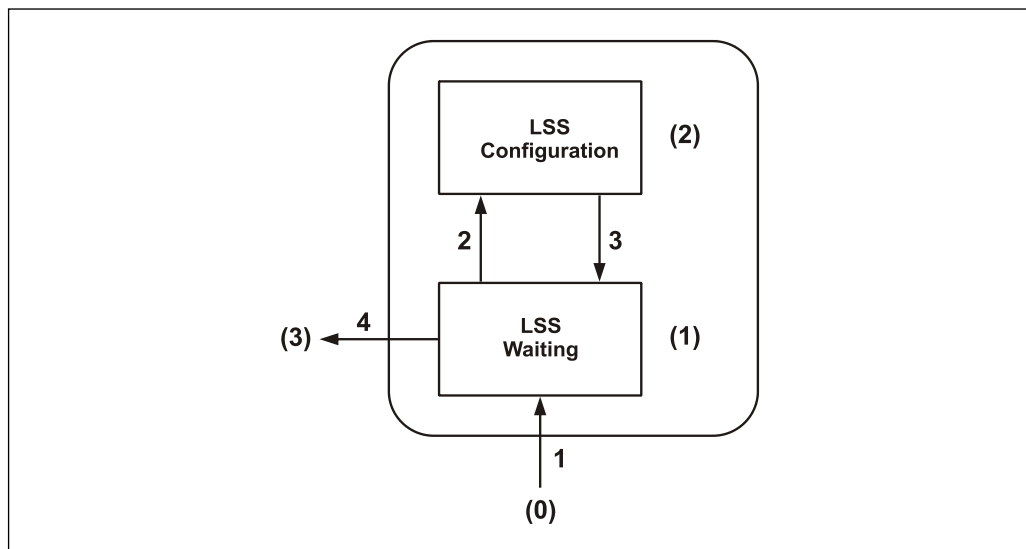 LSS
Configuration
(2)
2
3
LSS
Waiting
(1)
(3)
4
1
(0)